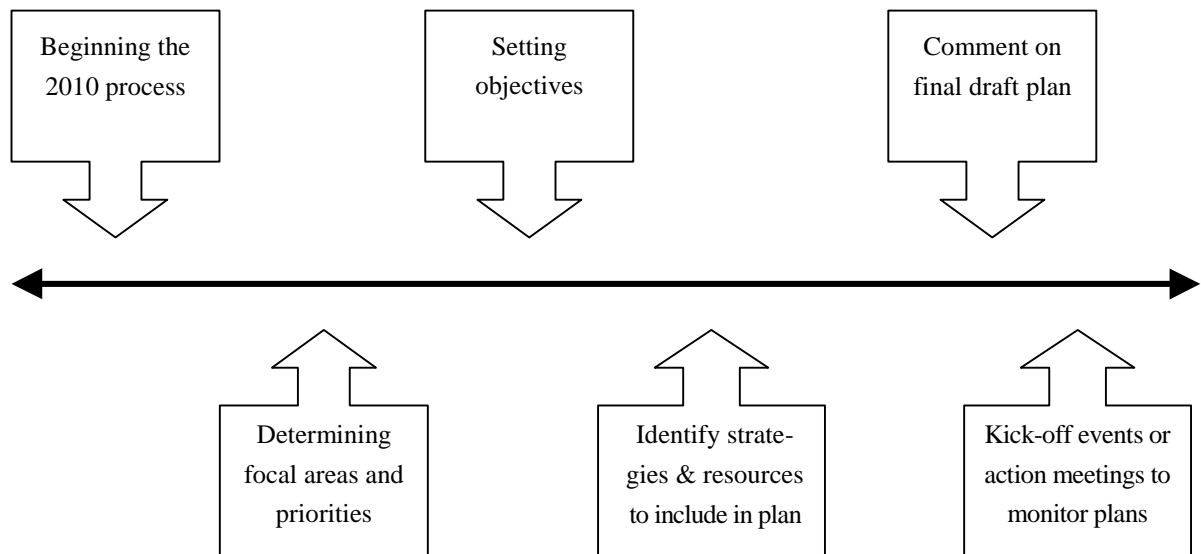 Beginning the
2010 process
Setting
objectives
Comment on
final draft plan
Determining
focal areas and
priorities
Identify strate-
gies & resources
to include in plan
Kick-off events or
action meetings to
monitor plans